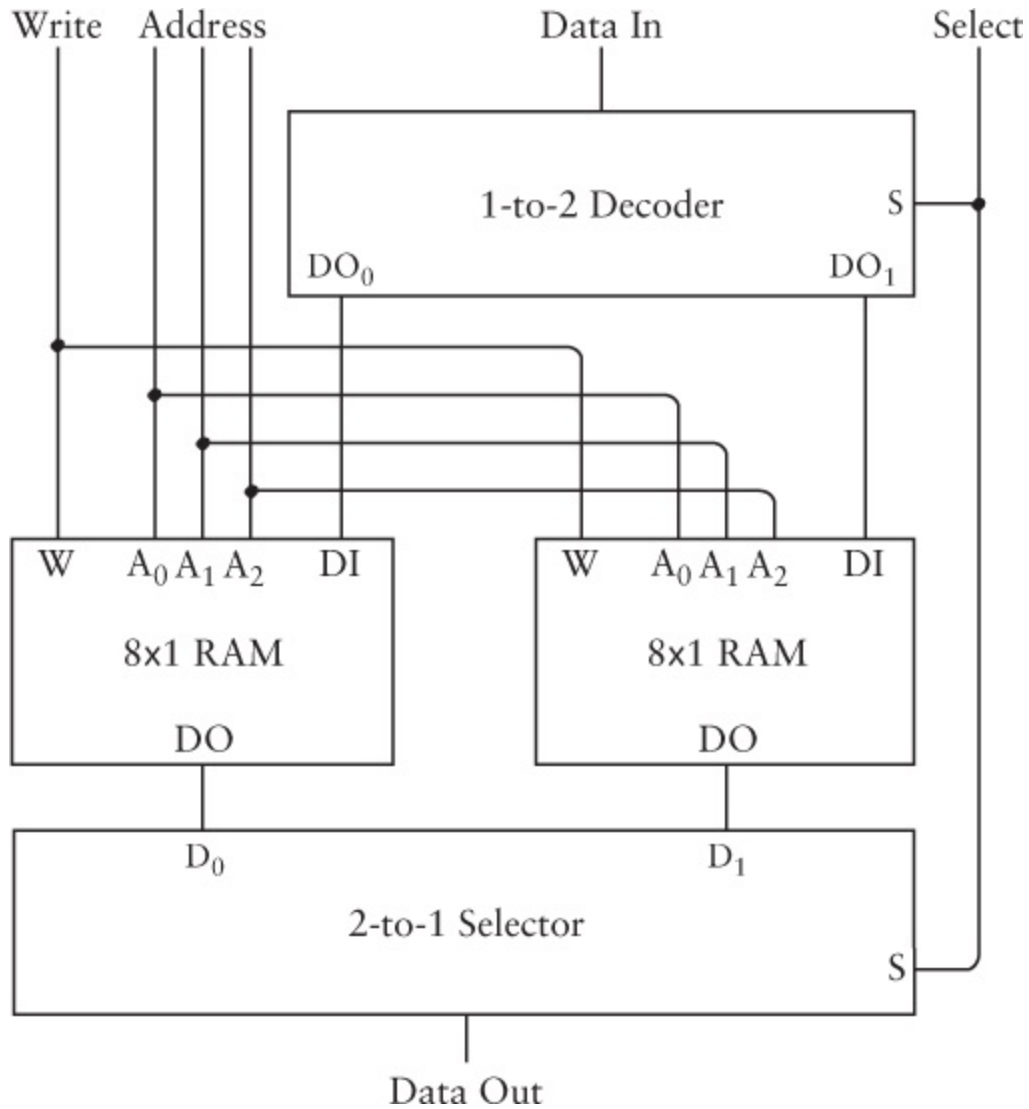 Write Address Data In Select
1-to-2 Decoder S
DO₀ DO₁
W A₀ A₁ A₂ DI W A₀ A₁ A₂ DI
8x1 RAM 8x1 RAM
DO DO
D₀ D₁
2-to-1 Selector
S
Data Out